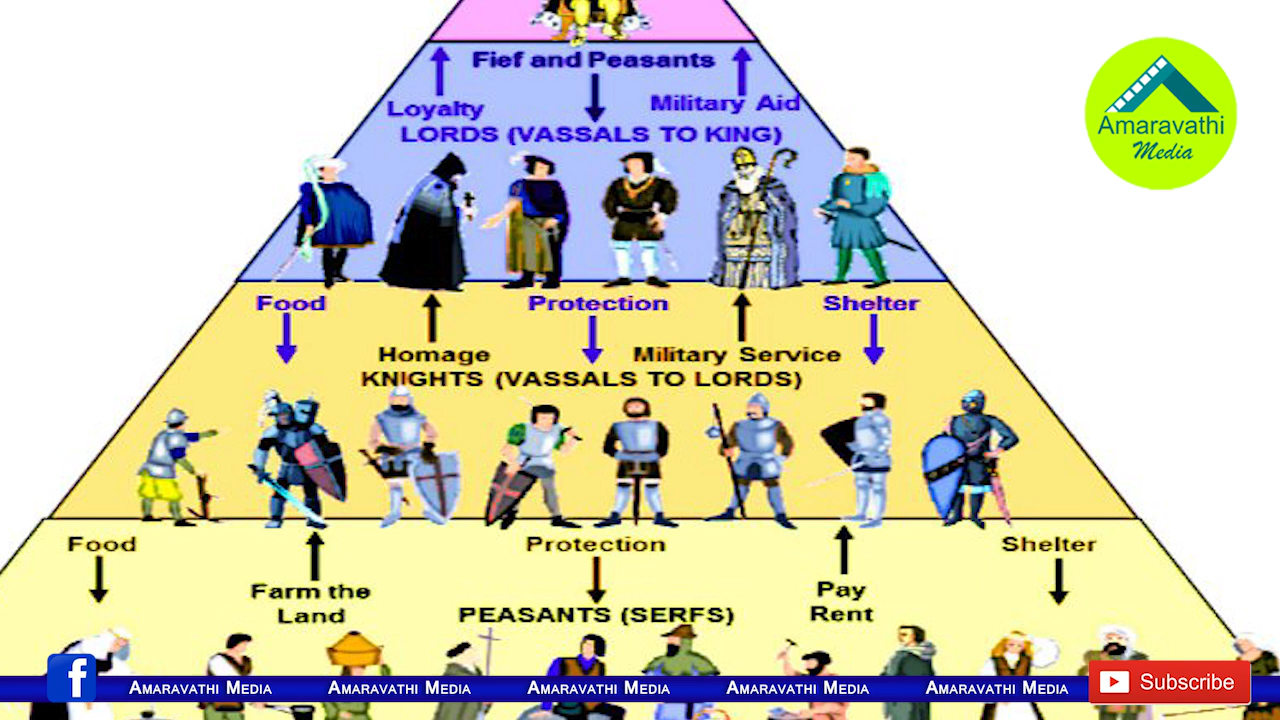 Fief and Peasants
Loyalty
Military Aid
LORDS (VASSALS TO KING)
Amaravathi
Media
Food
Protection
Shelter
Homage
Military Service
KNIGHTS (VASSALS TO LORDS)
Food
Protection
Shelter
Farm the
Land
Pay
Rent
PEASANTS (SERFS)
f
AMARAVATHI MEDIA AMARAVATHI MEDIA AMARAVATHI MEDIA AMARAVATHI MEDIA AMARAVATHI MEDIA
Subscribe